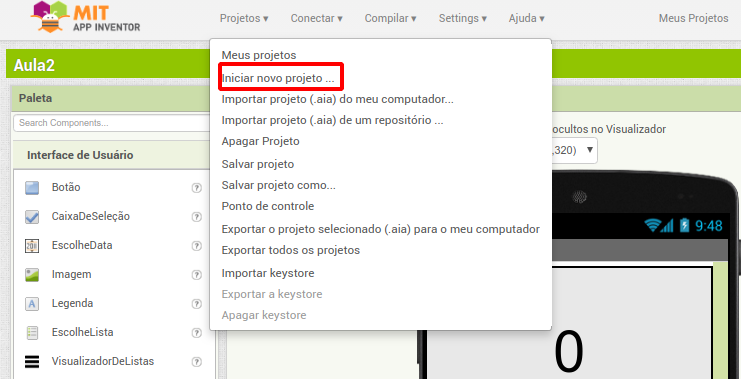 MIT
APP INVENTOR
Projetos ▾ Conectar ▾ Compilar ▾ Settings ▾ Ajuda ▾ Meus Projetos
Aula2
Paleta
Search Components...
Interface de Usuário
Botão ?
CaixaDeSeleção ?
EscolheData ?
Imagem ?
A Legenda ?
EscolheLista ?
VisualizadorDeListas ?
Meus projetos
Iniciar novo projeto ...
Importar projeto (.aia) do meu computador...
Importar projeto (.aia) de um repositório ...
Apagar Projeto
Salvar projeto
Salvar projeto como...
Ponto de controle
Exportar o projeto selecionado (.aia) para o meu computador
Exportar todos os projetos
Importar keystore
Exportar a keystore
Apagar keystore
ocultos no Visualizador
,320) ▾
9:48
0